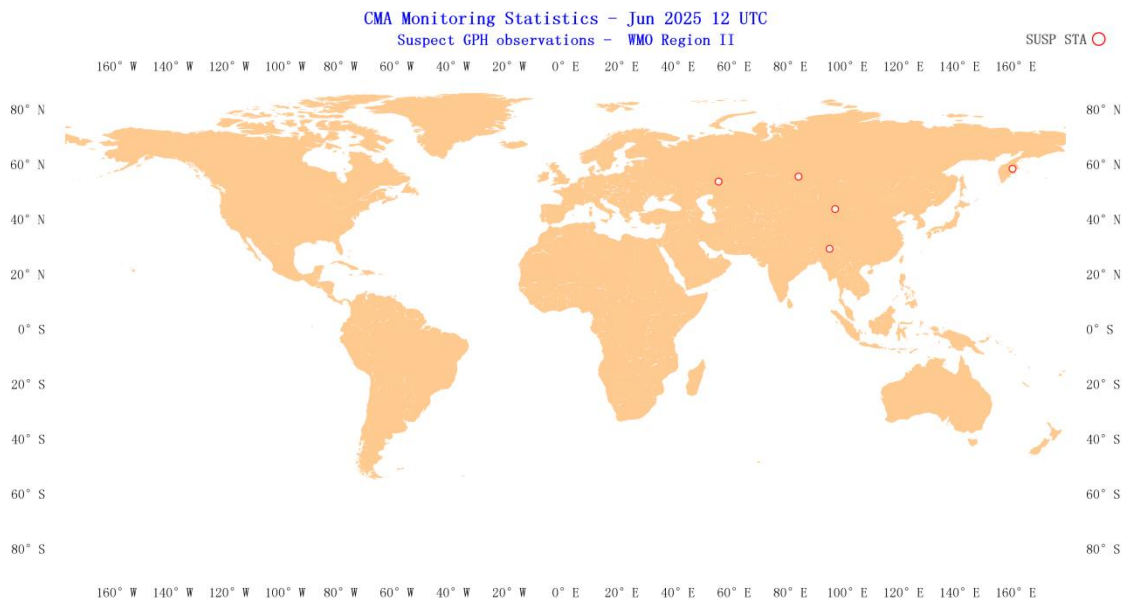 CMA Monitoring Statistics - Jun 2025 12 UTC
Suspect GPH observations - WMO Region II
SUSP STA
160° W 140° W 120° W 100° W 80° W 60° W 40° W 20° W 0° E 20° E 40° E 60° E 80° E 100° E 120° E 140° E 160° E
80° N 80° N
60° N 60° N
40° N 40° N
20° N 20° N
0° S 0° S
20° S 20° S
40° S 40° S
60° S 60° S
80° S 80° S
160° W 140° W 120° W 100° W 80° W 60° W 40° W 20° W 0° E 20° E 40° E 60° E 80° E 100° E 120° E 140° E 160° E